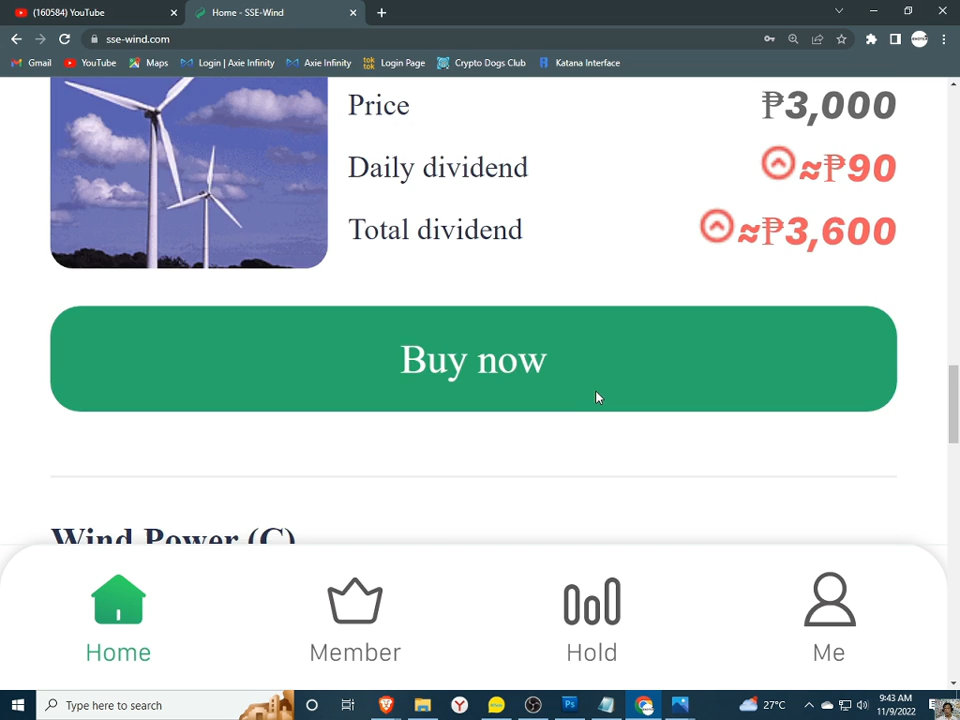 (160584) YouTube
Home - SSE-Wind
sse-wind.com
Gmail
YouTube
Maps
Login | Axie Infinity
Axie Infinity
tok
tok
Login Page
Crypto Dogs Club
Katana Interface
Price
₱3,000
Daily dividend
≈₱90
Total dividend
≈₱3,600
Buy now
Wind Power (C)
Home
Member
Hold
Me
Type here to search
27°C
9:43 AM
11/9/2022